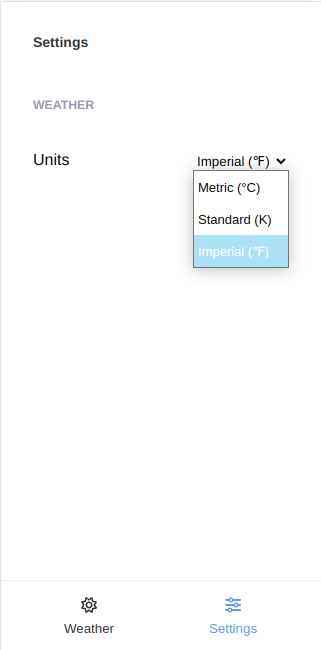 Settings
WEATHER
Units
Imperial (℉)
Metric (°C)
Standard (K)
Imperial (℉)
Weather
Settings